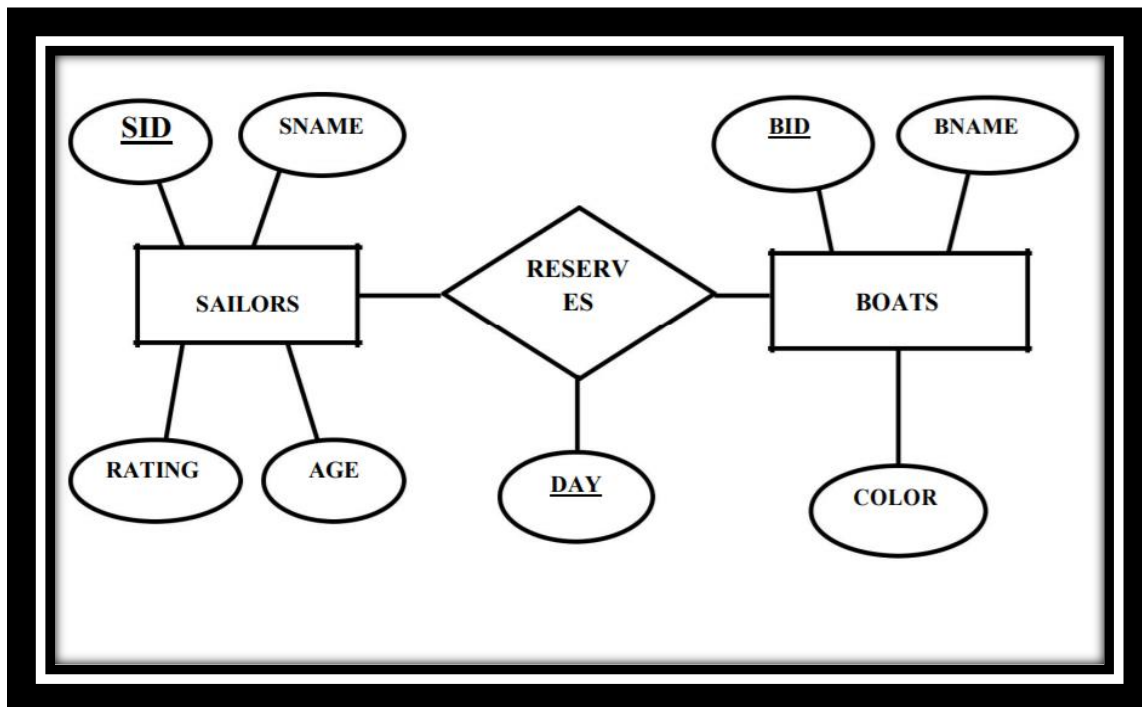 SID
SNAME
BID
BNAME
SAILORS
RESERV
ES
BOATS
RATING
AGE
DAY
COLOR